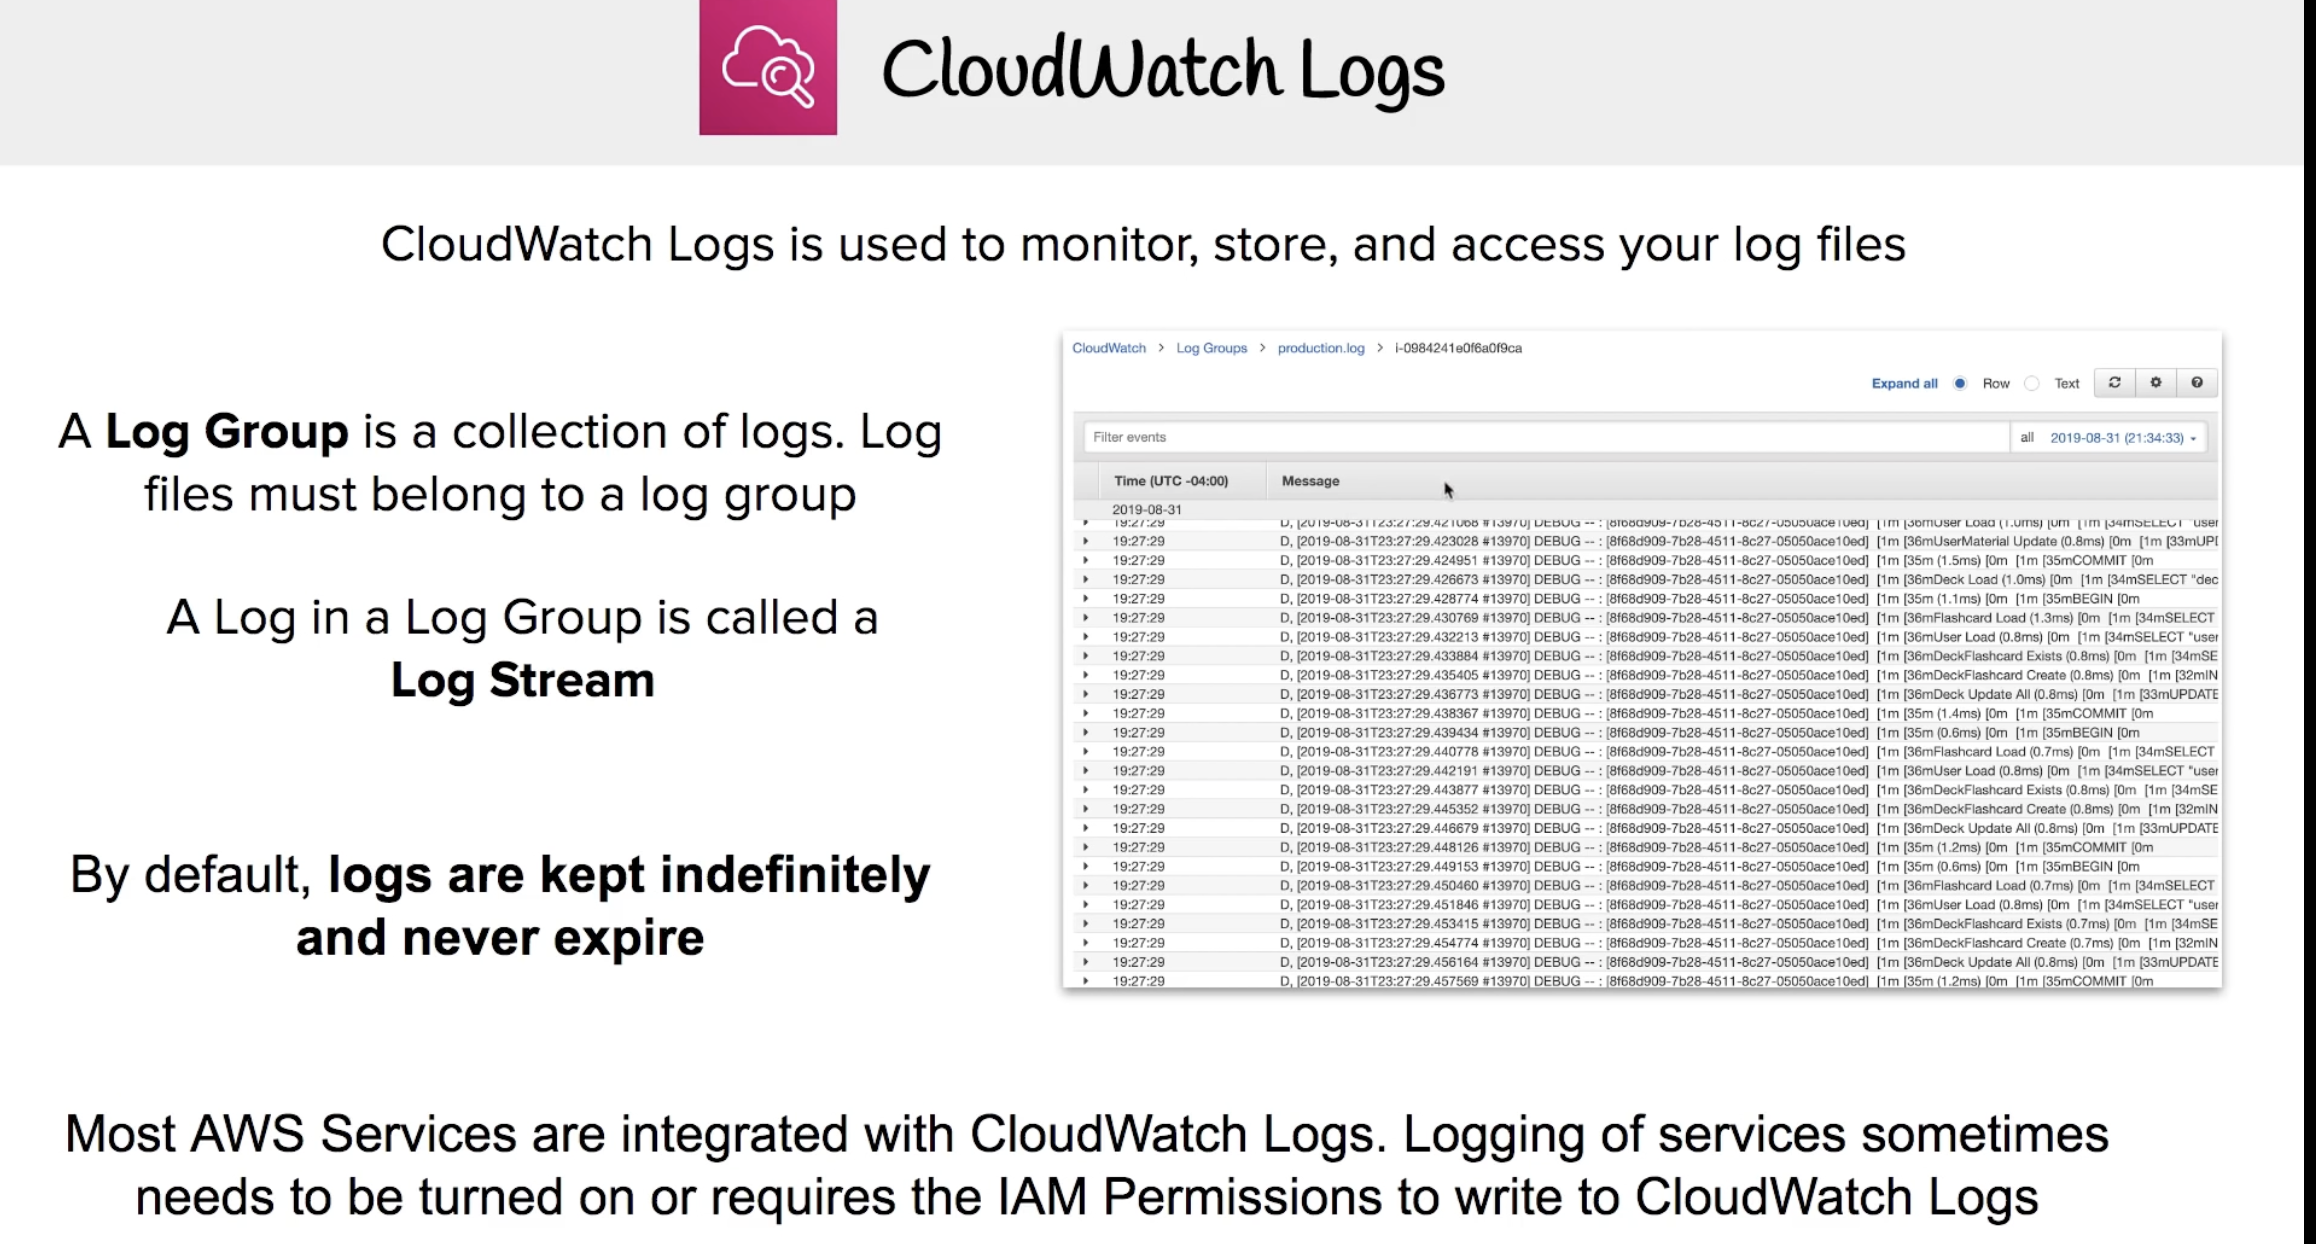 CloudWatch Logs
CloudWatch Logs is used to monitor, store, and access your log files
A Log Group is a collection of logs. Log
files must belong to a log group
A Log in a Log Group is called a
Log Stream
By default, logs are kept indefinitely
and never expire
CloudWatch > Log Groups > production.log > i-0984241e0f6a0f9ca
Expand all Row Text
Filter events all 2019-08-31 (21:34:33)
Time (UTC -04:00) Message
2019-08-31
19:27:29 D, [2019-08-31T23:27:29.421068 #13970] DEBUG -- : [8f68d909-7b28-4511-8c27-05050ace10ed] [1m [36mUser Load (1.0ms) [0m [1m [34mSELECT "user
19:27:29 D, [2019-08-31T23:27:29.423028 #13970] DEBUG -- : [8f68d909-7b28-4511-8c27-05050ace10ed] [1m [36mUserMaterial Update (0.8ms) [0m [1m [33mUPD
19:27:29 D, [2019-08-31T23:27:29.424951 #13970] DEBUG -- : [8f68d909-7b28-4511-8c27-05050ace10ed] [1m [35m (1.5ms) [0m [1m [35mCOMMIT [0m
19:27:29 D, [2019-08-31T23:27:29.426673 #13970] DEBUG -- : [8f68d909-7b28-4511-8c27-05050ace10ed] [1m [36mDeck Load (1.0ms) [0m [1m [34mSELECT "dec
19:27:29 D, [2019-08-31T23:27:29.428774 #13970] DEBUG -- : [8f68d909-7b28-4511-8c27-05050ace10ed] [1m [35m (1.1ms) [0m [1m [35mBEGIN [0m
19:27:29 D, [2019-08-31T23:27:29.430769 #13970] DEBUG -- : [8f68d909-7b28-4511-8c27-05050ace10ed] [1m [36mFlashcard Load (1.3ms) [0m [1m [34mSELECT
19:27:29 D, [2019-08-31T23:27:29.432213 #13970] DEBUG -- : [8f68d909-7b28-4511-8c27-05050ace10ed] [1m [36mUser Load (0.8ms) [0m [1m [34mSELECT "user
19:27:29 D, [2019-08-31T23:27:29.433884 #13970] DEBUG -- : [8f68d909-7b28-4511-8c27-05050ace10ed] [1m [36mDeckFlashcard Exists (0.8ms) [0m [1m [34mSE
19:27:29 D, [2019-08-31T23:27:29.435405 #13970] DEBUG -- : [8f68d909-7b28-4511-8c27-05050ace10ed] [1m [36mDeckFlashcard Create (0.8ms) [0m [1m [32mIN
19:27:29 D, [2019-08-31T23:27:29.436773 #13970] DEBUG -- : [8f68d909-7b28-4511-8c27-05050ace10ed] [1m [36mDeck Update All (0.8ms) [0m [1m [33mUPDATE
19:27:29 D, [2019-08-31T23:27:29.438367 #13970] DEBUG -- : [8f68d909-7b28-4511-8c27-05050ace10ed] [1m [35m (1.4ms) [0m [1m [35mCOMMIT [0m
19:27:29 D, [2019-08-31T23:27:29.439434 #13970] DEBUG -- : [8f68d909-7b28-4511-8c27-05050ace10ed] [1m [35m (0.6ms) [0m [1m [35mBEGIN [0m
19:27:29 D, [2019-08-31T23:27:29.440778 #13970] DEBUG -- : [8f68d909-7b28-4511-8c27-05050ace10ed] [1m [36mFlashcard Load (0.7ms) [0m [1m [34mSELECT
19:27:29 D, [2019-08-31T23:27:29.442191 #13970] DEBUG -- : [8f68d909-7b28-4511-8c27-05050ace10ed] [1m [36mUser Load (0.8ms) [0m [1m [34mSELECT "user
19:27:29 D, [2019-08-31T23:27:29.443877 #13970] DEBUG -- : [8f68d909-7b28-4511-8c27-05050ace10ed] [1m [36mDeckFlashcard Exists (0.8ms) [0m [1m [34mSE
19:27:29 D, [2019-08-31T23:27:29.445352 #13970] DEBUG -- : [8f68d909-7b28-4511-8c27-05050ace10ed] [1m [36mDeckFlashcard Create (0.8ms) [0m [1m [32mIN
19:27:29 D, [2019-08-31T23:27:29.446679 #13970] DEBUG -- : [8f68d909-7b28-4511-8c27-05050ace10ed] [1m [36mDeck Update All (0.8ms) [0m [1m [33mUPDATE
19:27:29 D, [2019-08-31T23:27:29.448126 #13970] DEBUG -- : [8f68d909-7b28-4511-8c27-05050ace10ed] [1m [35m (1.2ms) [0m [1m [35mCOMMIT [0m
19:27:29 D, [2019-08-31T23:27:29.449153 #13970] DEBUG -- : [8f68d909-7b28-4511-8c27-05050ace10ed] [1m [35m (0.6ms) [0m [1m [35mBEGIN [0m
19:27:29 D, [2019-08-31T23:27:29.450460 #13970] DEBUG -- : [8f68d909-7b28-4511-8c27-05050ace10ed] [1m [36mFlashcard Load (0.7ms) [0m [1m [34mSELECT
19:27:29 D, [2019-08-31T23:27:29.451846 #13970] DEBUG -- : [8f68d909-7b28-4511-8c27-05050ace10ed] [1m [36mUser Load (0.8ms) [0m [1m [34mSELECT "user
19:27:29 D, [2019-08-31T23:27:29.453415 #13970] DEBUG -- : [8f68d909-7b28-4511-8c27-05050ace10ed] [1m [36mDeckFlashcard Exists (0.7ms) [0m [1m [34mSE
19:27:29 D, [2019-08-31T23:27:29.454774 #13970] DEBUG -- : [8f68d909-7b28-4511-8c27-05050ace10ed] [1m [36mDeckFlashcard Create (0.7ms) [0m [1m [32mIN
19:27:29 D, [2019-08-31T23:27:29.456164 #13970] DEBUG -- : [8f68d909-7b28-4511-8c27-05050ace10ed] [1m [36mDeck Update All (0.8ms) [0m [1m [33mUPDATE
19:27:29 D, [2019-08-31T23:27:29.457569 #13970] DEBUG -- : [8f68d909-7b28-4511-8c27-05050ace10ed] [1m [35m (1.2ms) [0m [1m [35mCOMMIT [0m
Most AWS Services are integrated with CloudWatch Logs. Logging of services sometimes
needs to be turned on or requires the IAM Permissions to write to CloudWatch Logs